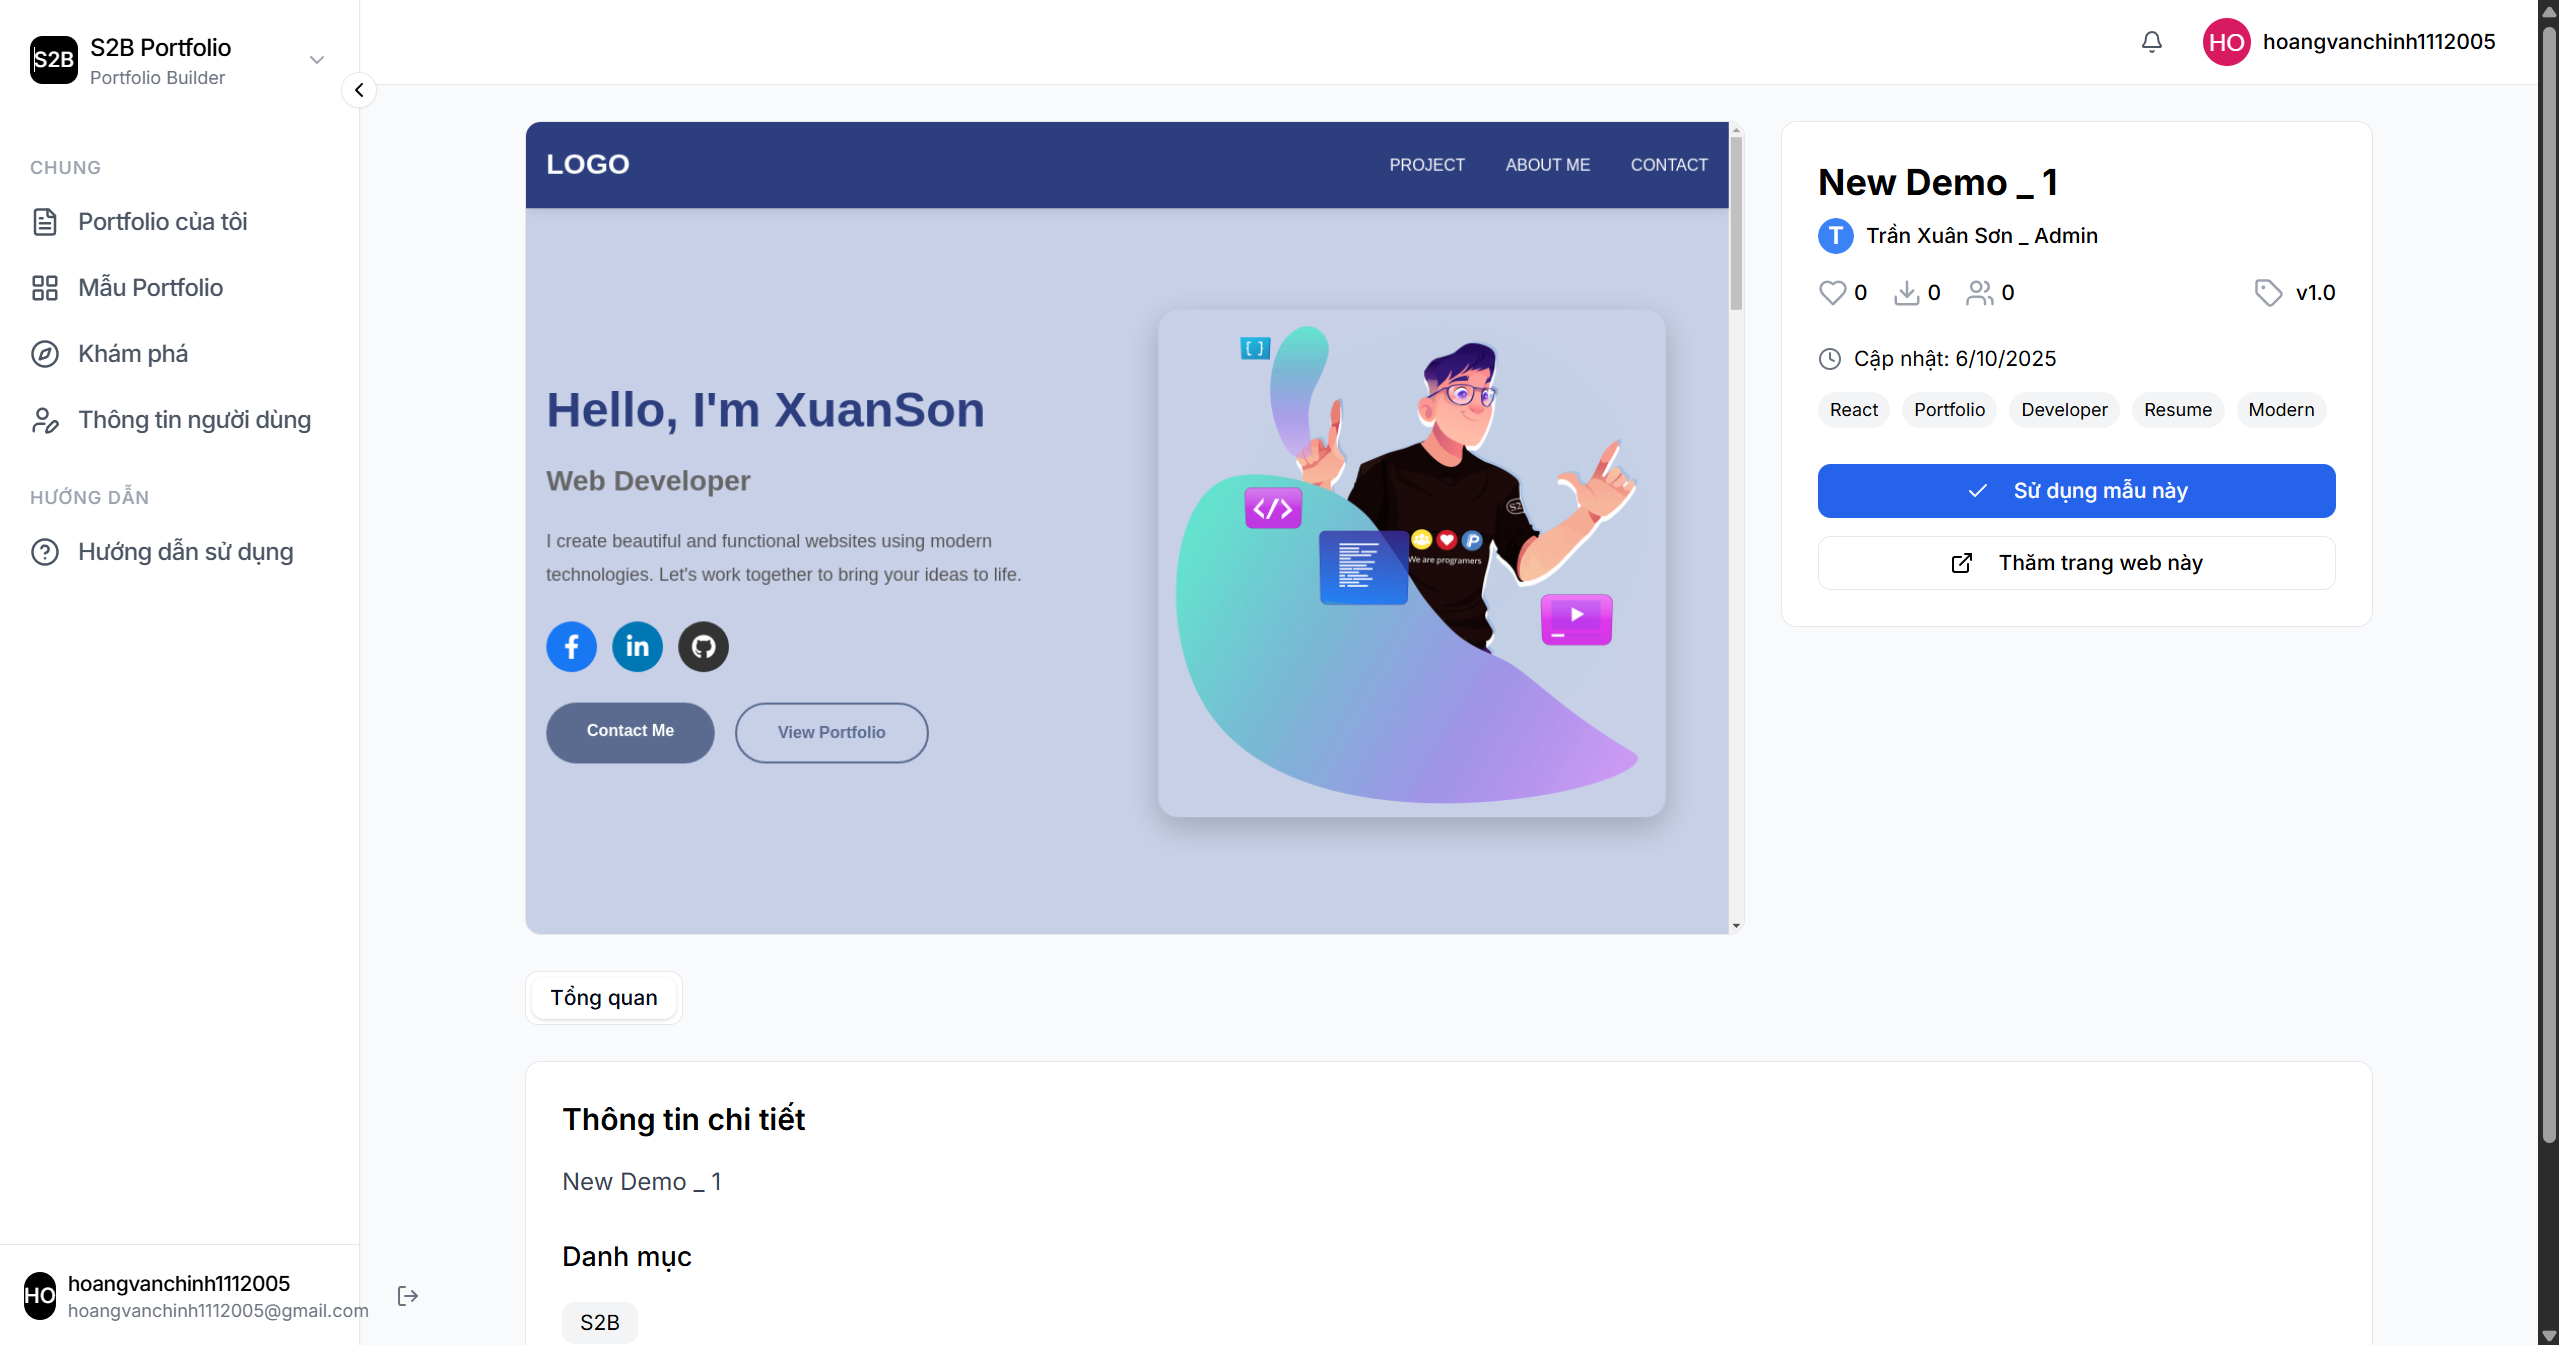 S2B
S2B Portfolio
Portfolio Builder
CHUNG
Portfolio của tôi
Mẫu Portfolio
Khám phá
Thông tin người dùng
HƯỚNG DẪN
Hướng dẫn sử dụng
HO
hoangvanchinh1112005
hoangvanchinh1112005@gmail.com
HO hoangvanchinh1112005
LOGO
PROJECT ABOUT ME CONTACT
Hello, I'm XuanSon
Web Developer
I create beautiful and functional websites using modern
technologies. Let's work together to bring your ideas to life.
Contact Me View Portfolio
[ ]
</>
We are programers
New Demo _ 1
T Trần Xuân Sơn _ Admin
0 0 0 v1.0
Cập nhật: 6/10/2025
React Portfolio Developer Resume Modern
Sử dụng mẫu này
Thăm trang web này
Tổng quan
Thông tin chi tiết
New Demo _ 1
Danh mục
S2B